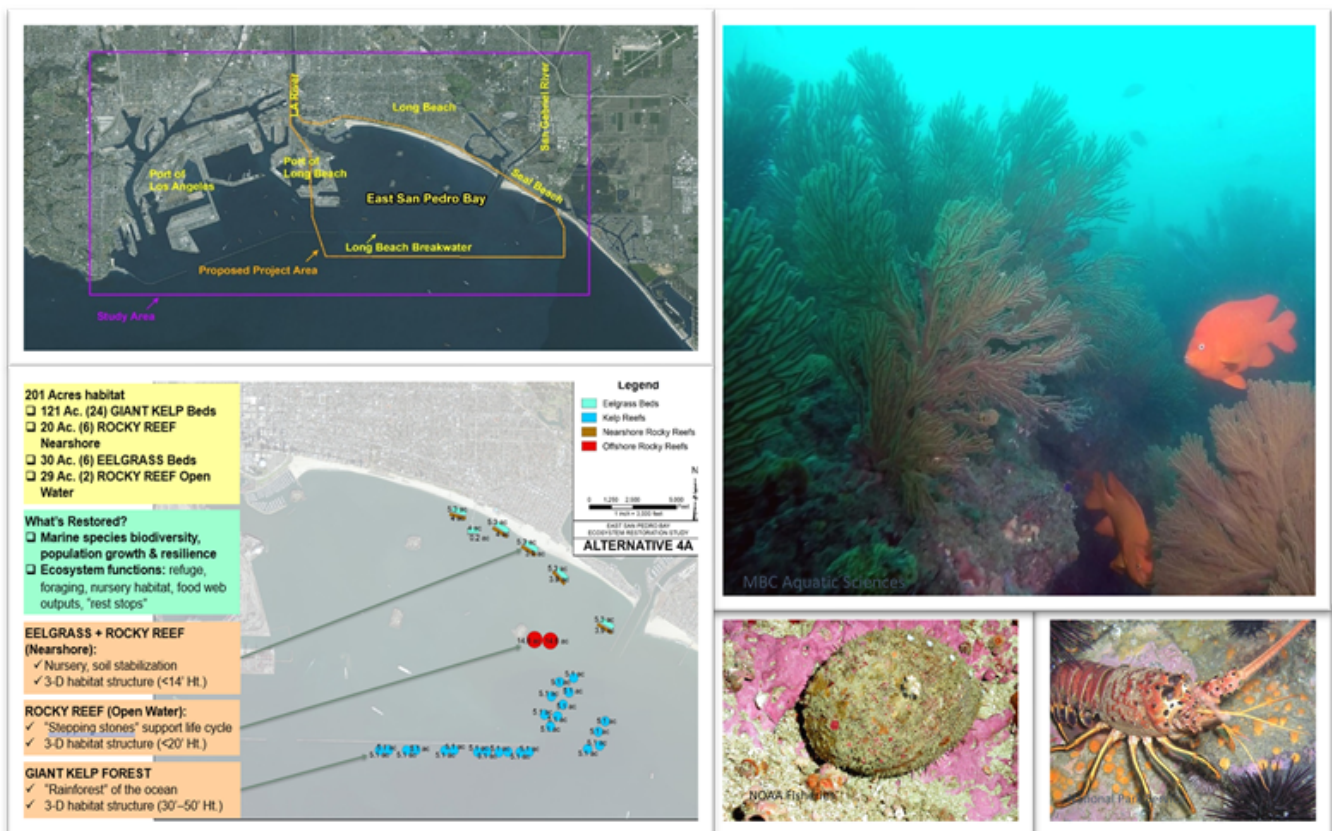 LA River
Long Beach
San Gabriel River
Port of
Los Angeles
Port of
Long Beach
Seal Beach
East San Pedro Bay
Long Beach Breakwater
Proposed Project Area
Study Area
201 Acres habitat
❑ 121 Ac. (24) GIANT KELP Beds
❑ 20 Ac. (6) ROCKY REEF
Nearshore
❑ 30 Ac. (6) EELGRASS Beds
❑ 29 Ac. (2) ROCKY REEF Open
Water
What's Restored?
❑ Marine species biodiversity,
population growth & resilience
❑ Ecosystem functions: refuge,
foraging, nursery habitat, food web
outputs, "rest stops"
EELGRASS + ROCKY REEF
(Nearshore):
✓ Nursery, soil stabilization
✓ 3-D habitat structure (<14' Ht.)
ROCKY REEF (Open Water):
✓ "Stepping stones" support life cycle
✓ 3-D habitat structure (<20' Ht.)
GIANT KELP FOREST
✓ "Rainforest" of the ocean
✓ 3-D habitat structure (30'–50' Ht.)
Legend
Eelgrass Beds
Kelp Reefs
Nearshore Rocky Reefs
Offshore Rocky Reefs
N
EAST SAN PEDRO BAY
ECOSYSTEM RESTORATION STUDY
ALTERNATIVE 4A
MBC Aquatic Sciences
NOAA Fisheries